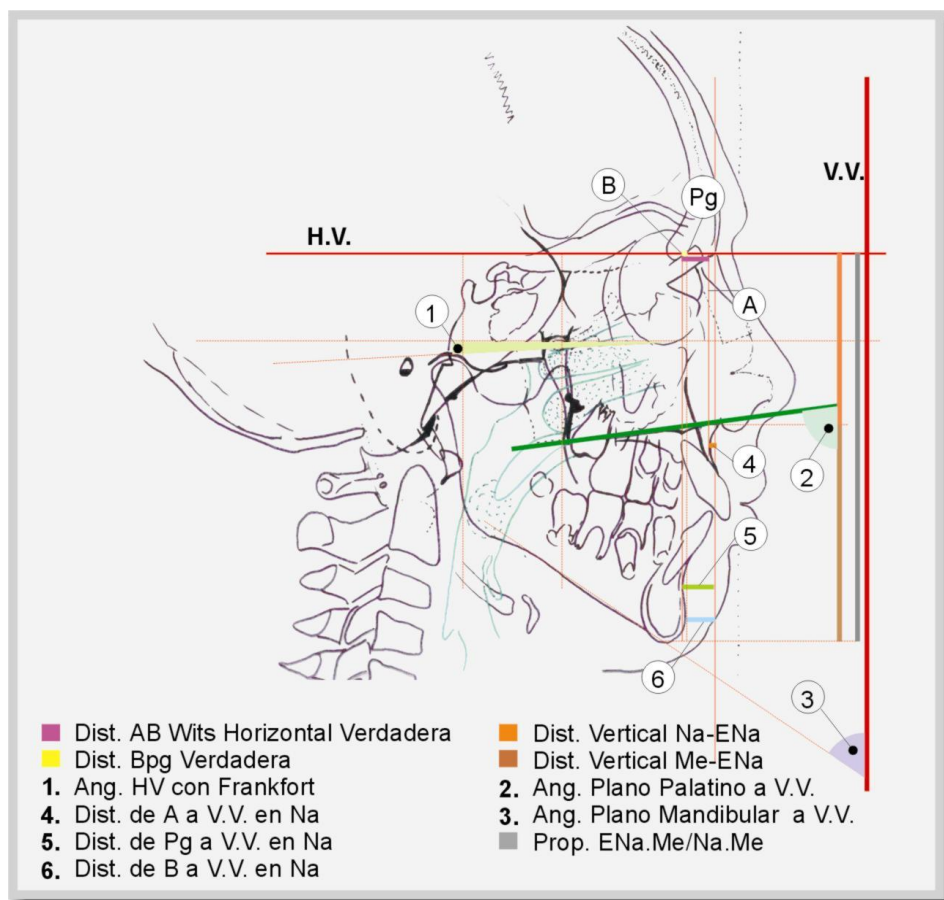 V.V.
B
Pg
H.V.
A
1
4
2
5
6
3
Dist. AB Wits Horizontal Verdadera
Dist. Bpg Verdadera
1. Ang. HV con Frankfort
4. Dist. de A a V.V. en Na
5. Dist. de Pg a V.V. en Na
6. Dist. de B a V.V. en Na
Dist. Vertical Na-ENa
Dist. Vertical Me-ENa
2. Ang. Plano Palatino a V.V.
3. Ang. Plano Mandibular a V.V.
Prop. ENa.Me/Na.Me